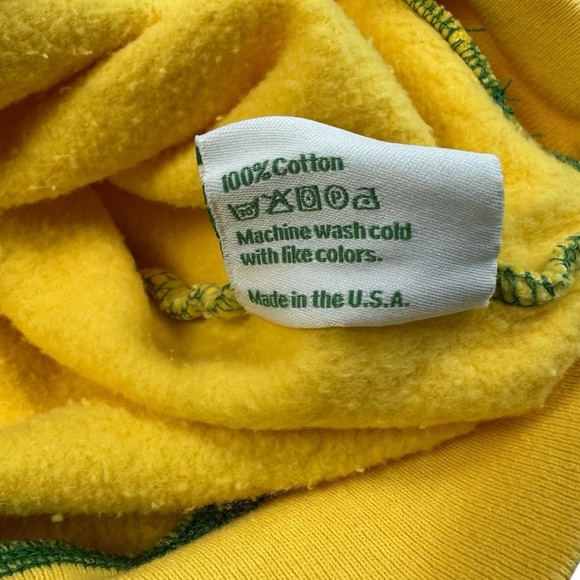 100% Cotton
Machine wash cold
with like colors.
Made in the U.S.A.